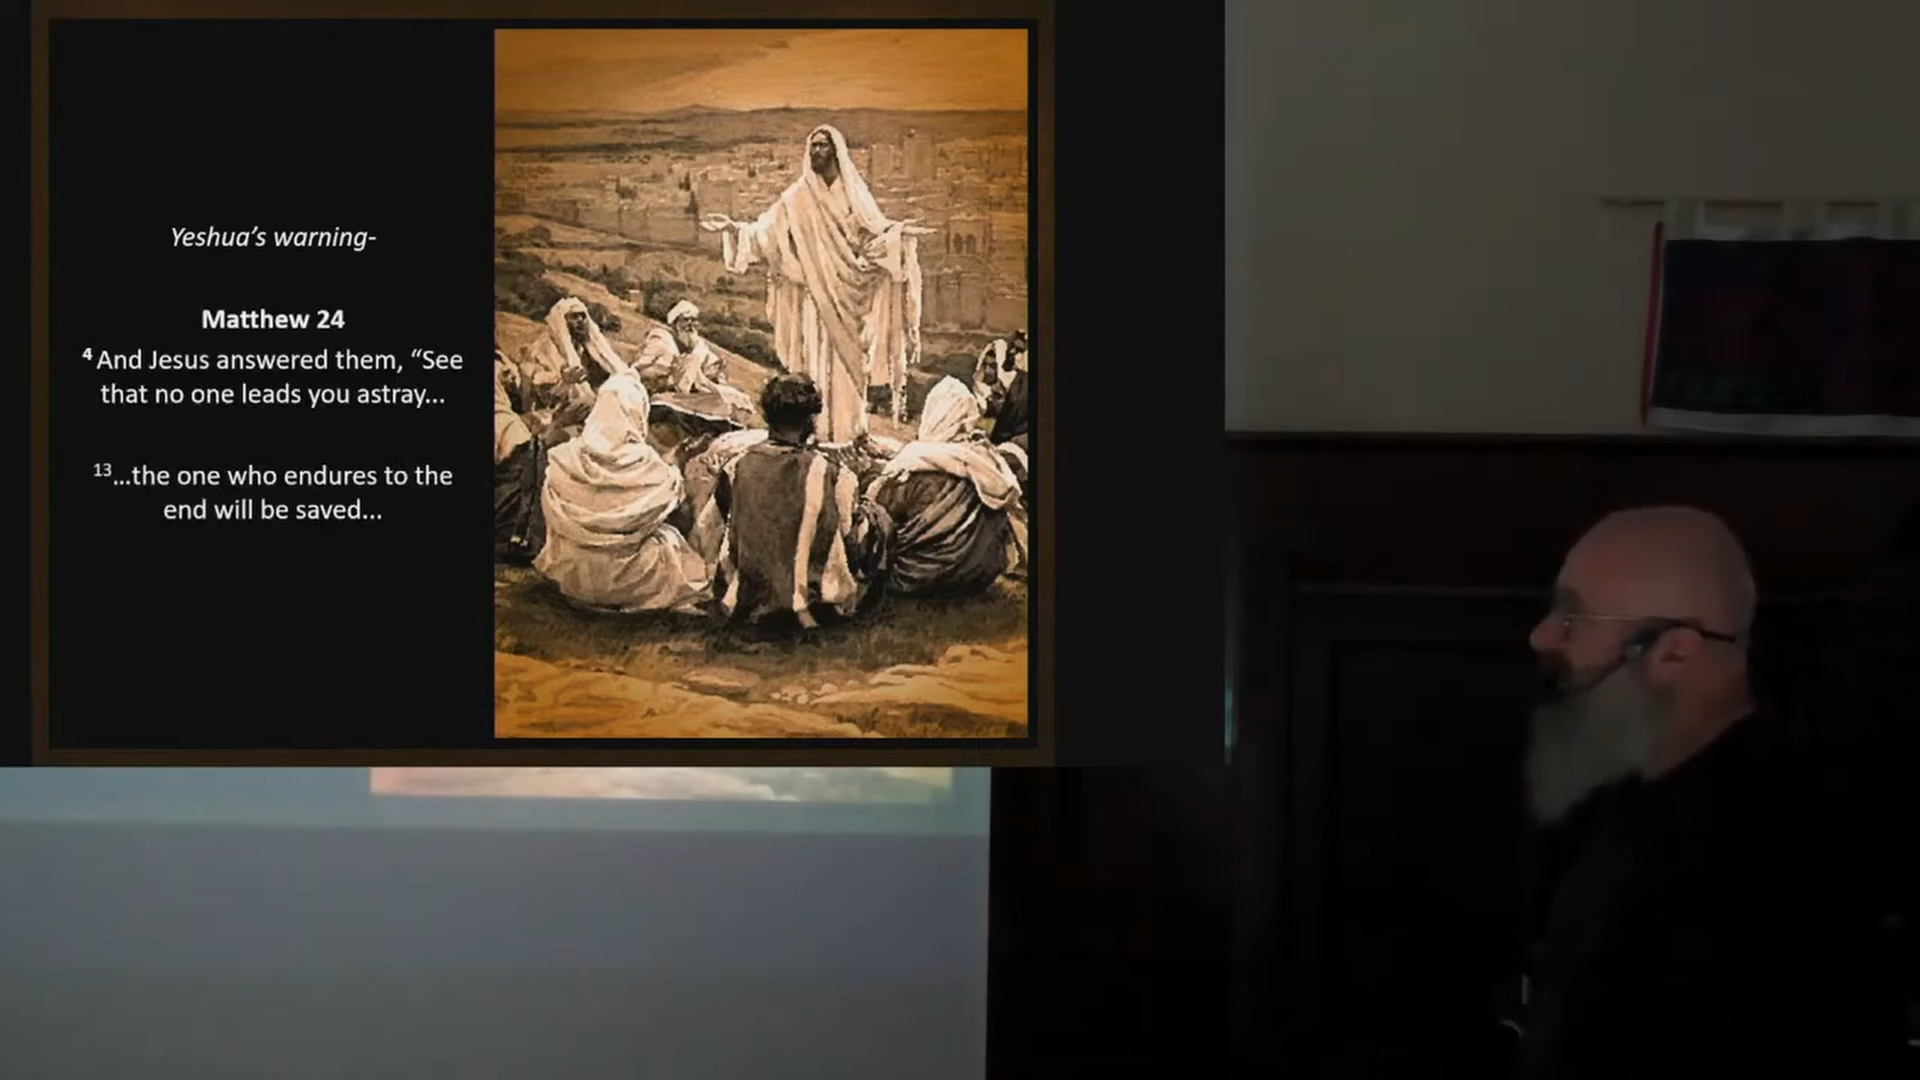 Yeshua’s warning-
Matthew 24
4 And Jesus answered them, “See
that no one leads you astray...
13...the one who endures to the
end will be saved...